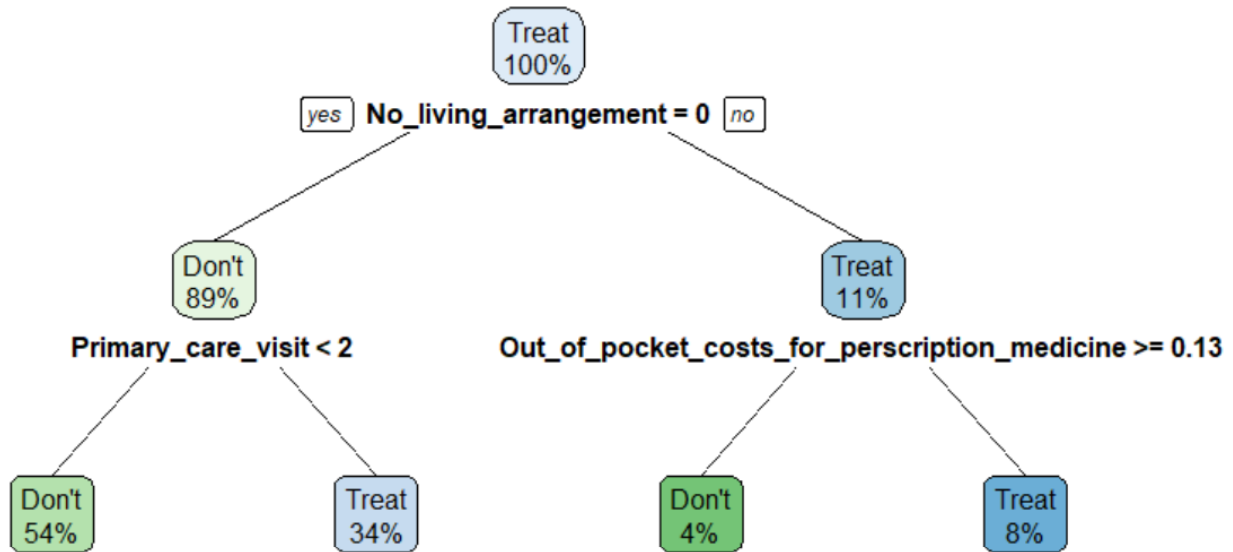 Treat
100%
yes No_living_arrangement = 0 no
Don't
89%
Treat
11%
Primary_care_visit < 2
Out_of_pocket_costs_for_perscription_medicine >= 0.13
Don't
54%
Treat
34%
Don't
4%
Treat
8%